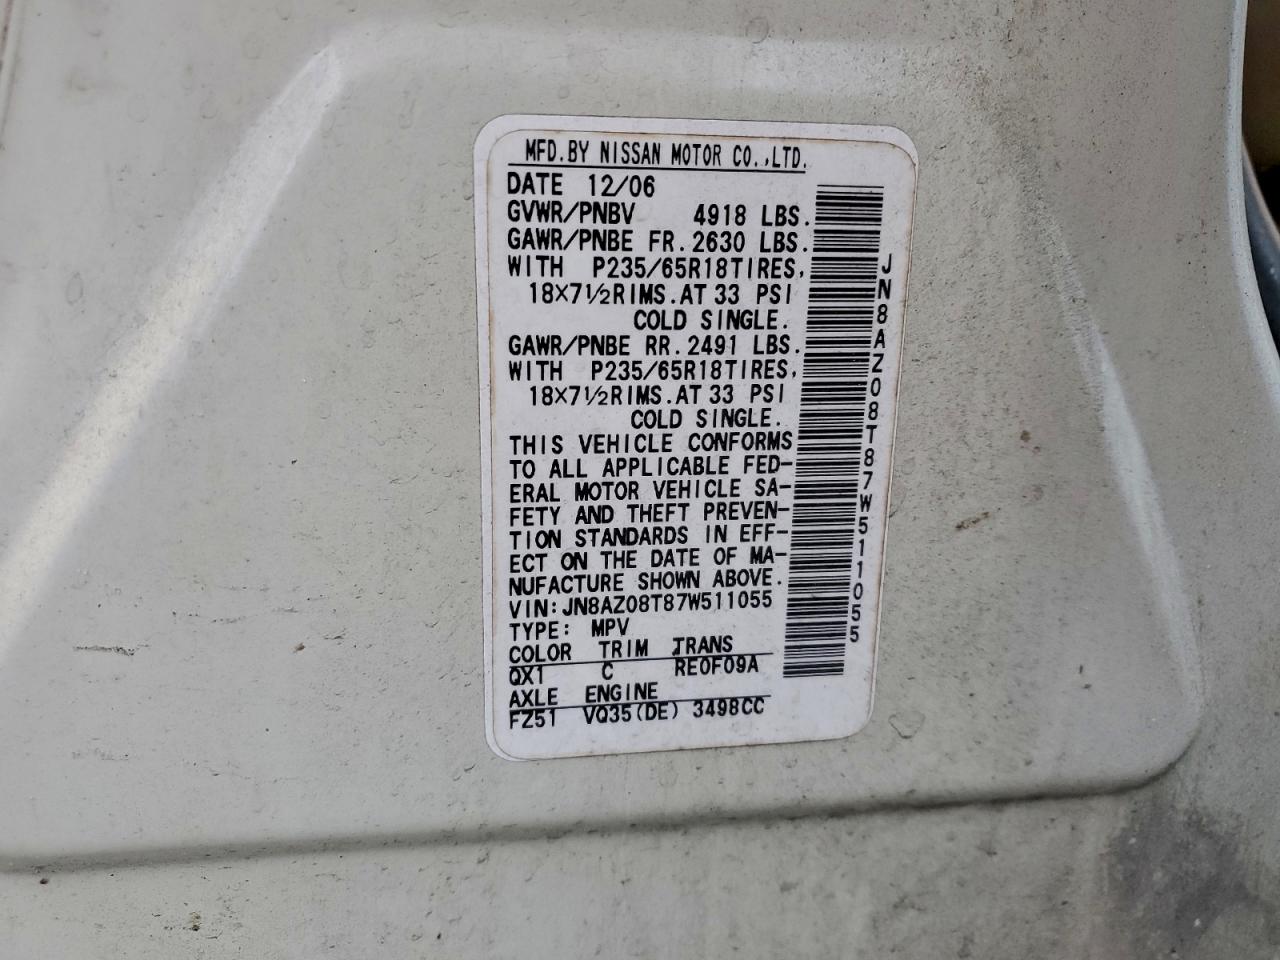 MFD.BY NISSAN MOTOR CO.,LTD.
DATE 12/06
GVWR/PNBV 4918 LBS.
GAWR/PNBE FR.2630 LBS.
WITH P235/65R18TIRES,
18×7½RIMS.AT 33 PSI
COLD SINGLE.
GAWR/PNBE RR.2491 LBS.
WITH P235/65R18TIRES,
18×7½RIMS.AT 33 PSI
COLD SINGLE.
THIS VEHICLE CONFORMS
TO ALL APPLICABLE FED-
ERAL MOTOR VEHICLE SA-
FETY AND THEFT PREVEN-
TION STANDARDS IN EFF-
ECT ON THE DATE OF MA-
NUFACTURE SHOWN ABOVE.
VIN:JN8AZ08T87W511055
TYPE: MPV
COLOR TRIM TRANS
QX1 C RE0F09A
AXLE ENGINE
FZ51 VQ35(DE) 3498CC
JN8AZ08T87W511055